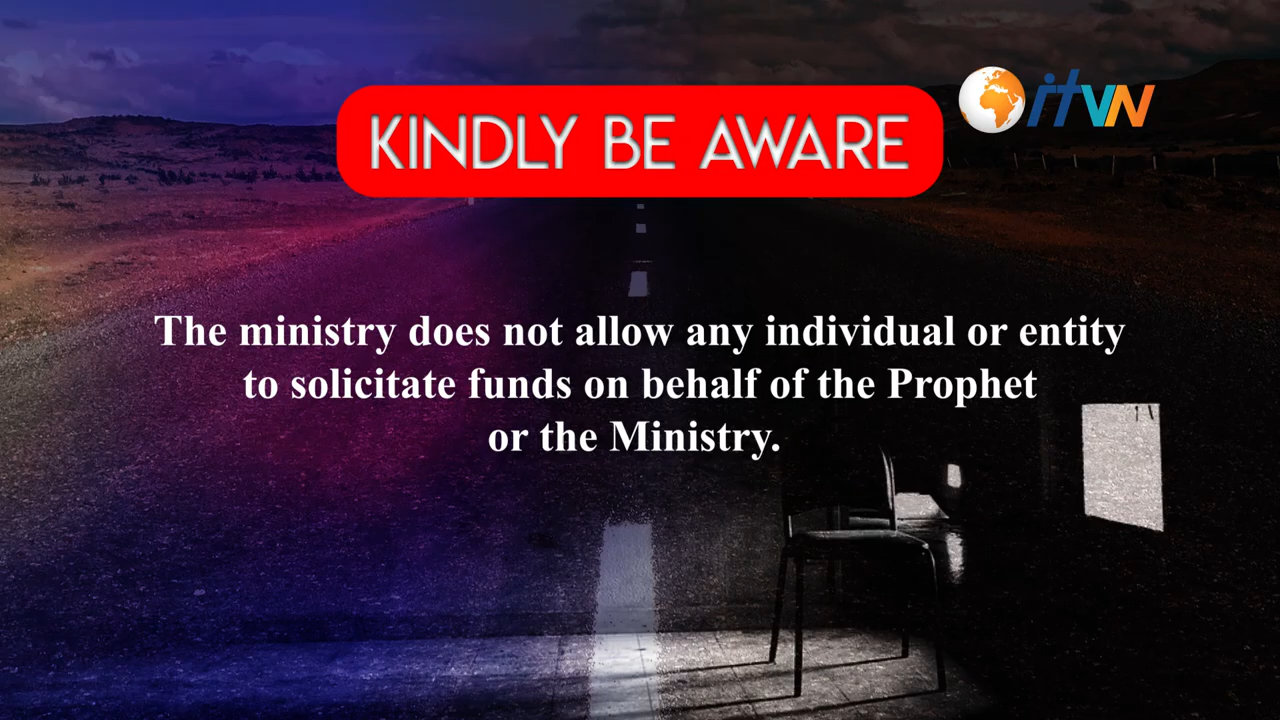 KINDLY BE AWARE
itVN
The ministry does not allow any individual or entity
to solicitate funds on behalf of the Prophet
or the Ministry.